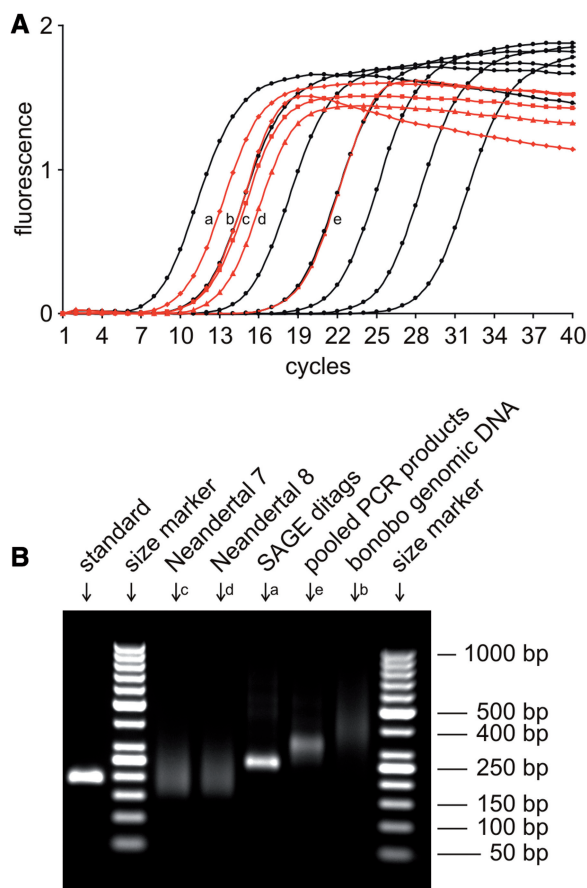 A
2
1
0
fluorescence
a b c d e
1 4 7 10 13 16 19 22 25 28 31 34 37 40
cycles
B
standard
size marker
Neandertal 7
Neandertal 8
SAGE ditags
pooled PCR products
bonobo genomic DNA
size marker
c d a e b
1000 bp
500 bp
400 bp
250 bp
150 bp
100 bp
50 bp